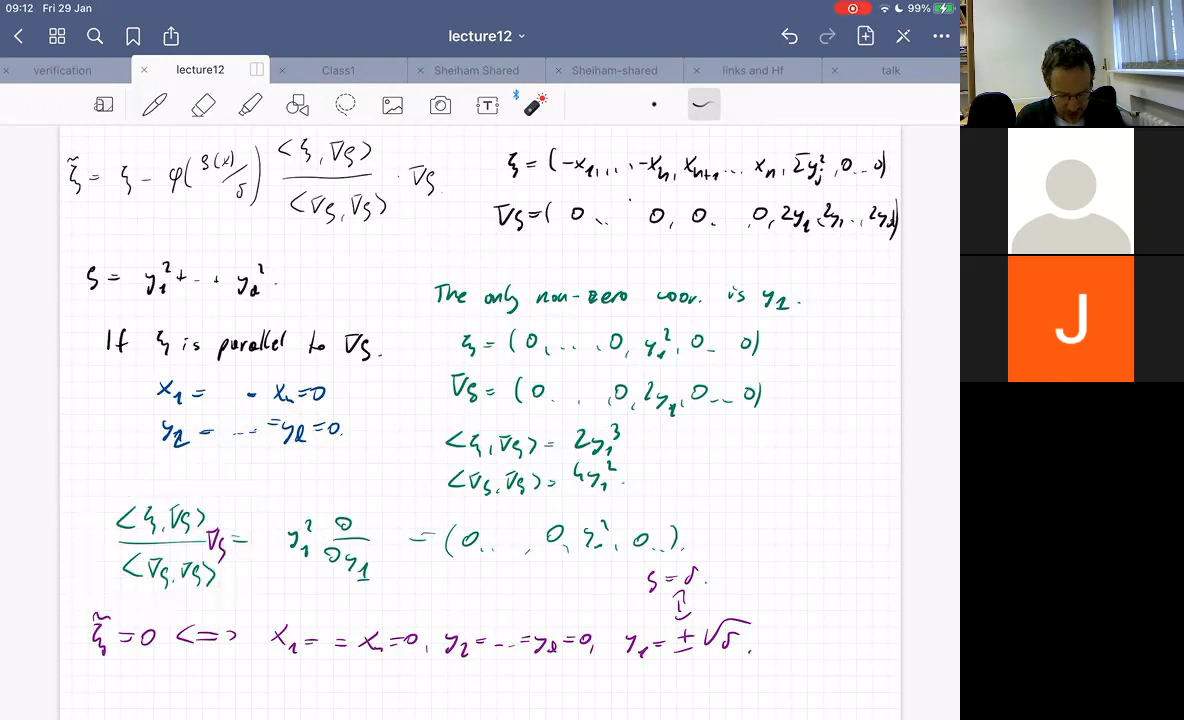 09:12 Fri 29 Jan
99%
lecture12
verification
lecture12
Class1
Sheiham Shared
Sheiham-shared
links and Hf
talk
ξ̃ = ξ - φ(ς(x)/δ) <ξ, ∇ς> / <∇ς, ∇ς> · ∇ς
ξ = (-x₁, ... -xₙ, xₙ₊₁ ... xₙ, Σyⱼ², 0 .. 0)
∇ς = ( 0 .. 0, 0. 0, 2y₁, 2y₁ .., 2yₗ)
ς = y₁² + .. + yₗ².
The only non-zero coor. is y₁.
If ξ is parallel to ∇ς.
ξ = (0, ... , 0, y₁², 0 .. 0)
x₁ = - xₙ = 0
∇ς = (0 . . , 0, 2y₁, 0 ... 0)
y₂ = ... = yₗ = 0.
<ξ, ∇ς> = 2y₁³
<∇ς, ∇ς> = 4y₁².
<ξ, ∇ς> / <∇ς, ∇ς> ∇ς = y₁² ∂/∂y₁ = (0.. , 0, y₁², 0..).
ς = δ.
ξ̃ = 0 <=> x₁ = = xₙ = 0, y₂ = ... = yₗ = 0, y₁ = ± √δ.
J